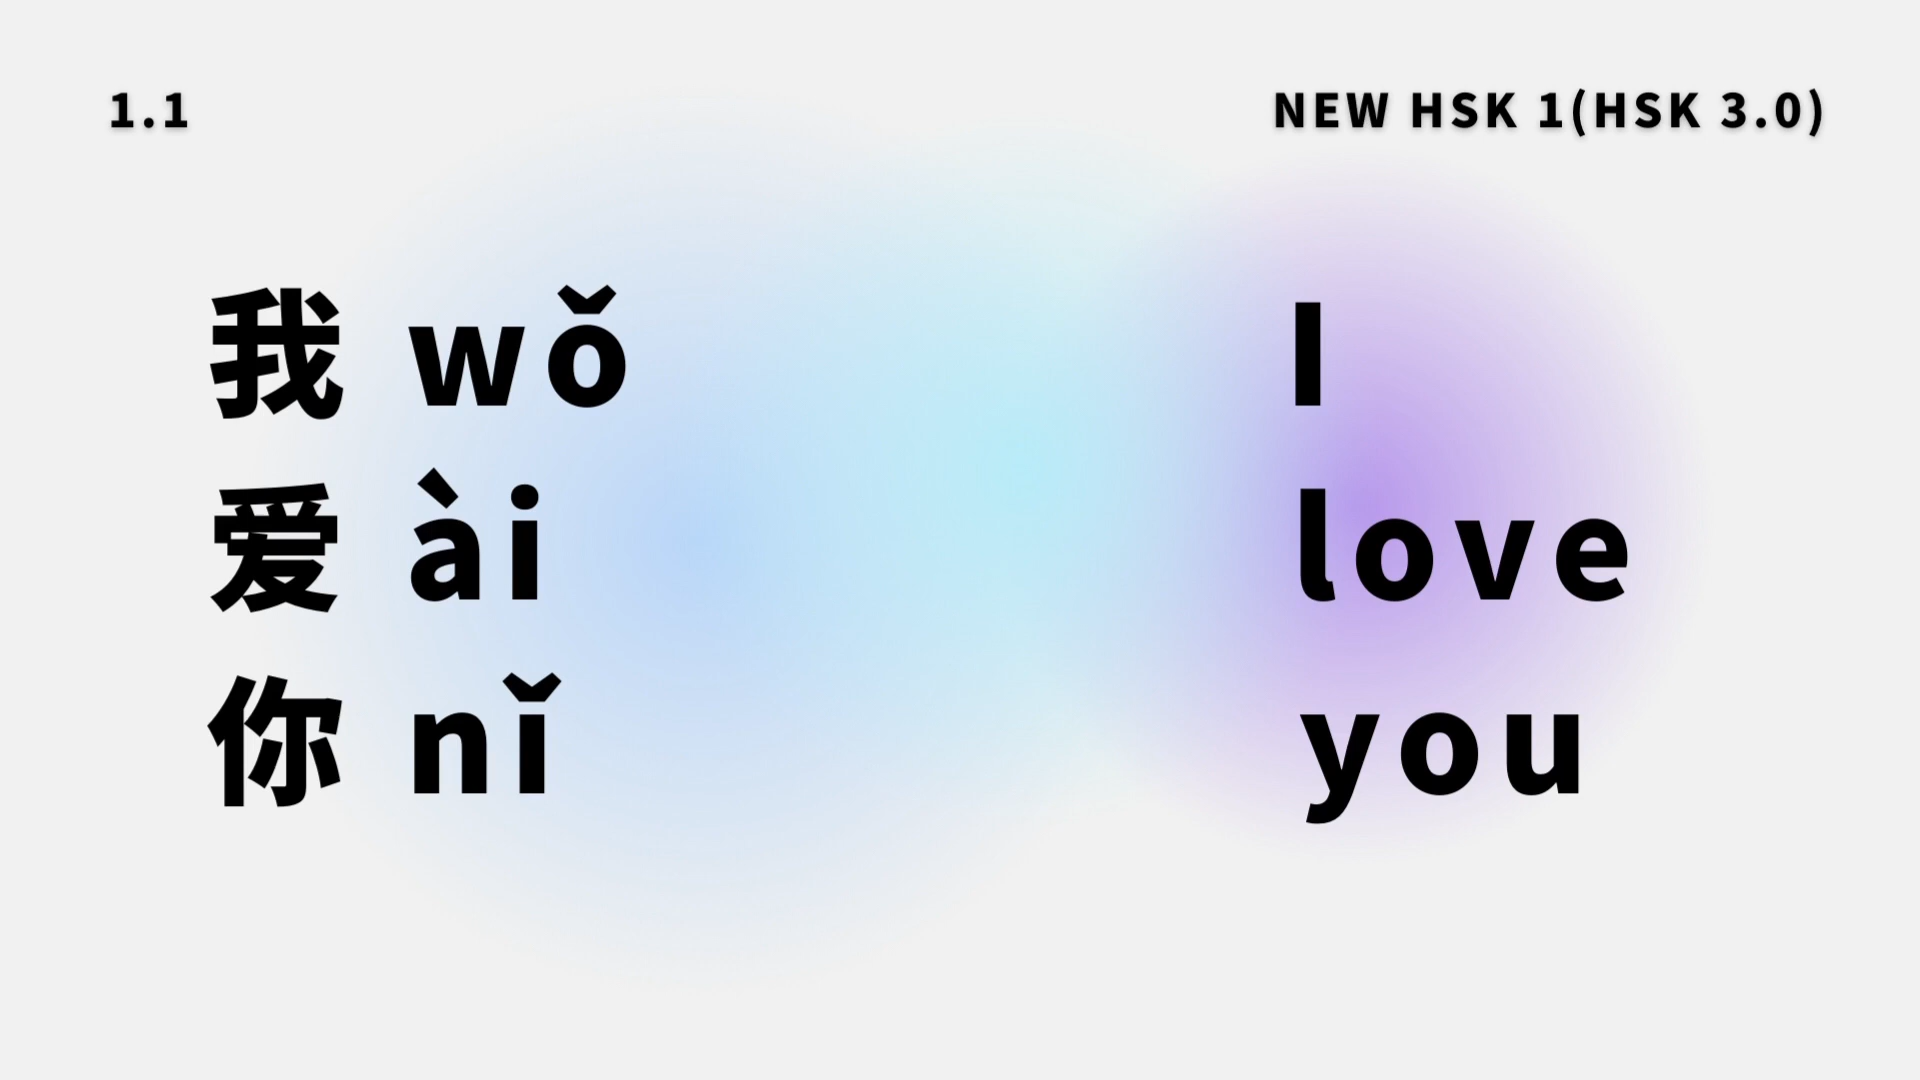 1.1
NEW HSK 1(HSK 3.0)
我 wǒ I
爱 ài love
你 nǐ you